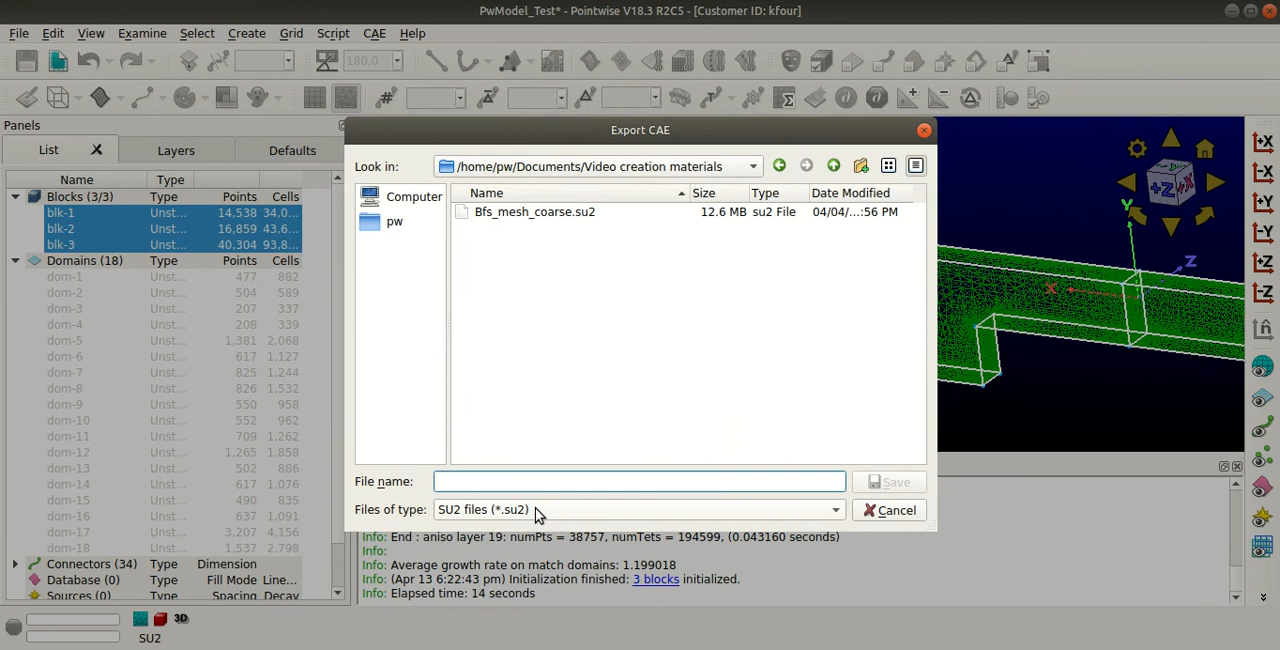 PwModel_Test* - Pointwise V18.3 R2C5 - [Customer ID: kfour]
File Edit View Examine Select Create Grid Script CAE Help
180.0
Panels
List Layers Defaults
Name Type
Blocks (3/3) Type Points Cells
blk-1 Unst... 14,538 34,0...
blk-2 Unst... 16,859 43,6...
blk-3 Unst... 40,304 93,8...
Domains (18) Type Points Cells
dom-1 Unst... 477 882
dom-2 Unst... 504 589
dom-3 Unst... 207 337
dom-4 Unst... 208 339
dom-5 Unst... 1,381 2,068
dom-6 Unst... 617 1,127
dom-7 Unst... 825 1,244
dom-8 Unst... 826 1,532
dom-9 Unst... 550 958
dom-10 Unst... 552 962
dom-11 Unst... 709 1,262
dom-12 Unst... 1,265 1,858
dom-13 Unst... 502 886
dom-14 Unst... 617 1,076
dom-15 Unst... 490 835
dom-16 Unst... 637 1,091
dom-17 Unst... 3,207 4,156
dom-18 Unst... 1,537 2,798
Connectors (34) Type Dimension
Database (0) Type Fill Mode Line...
Sources (0) Type Spacing Decay
3D
SU2
Export CAE
Look in: /home/pw/Documents/Video creation materials
Computer
pw
Name Size Type Date Modified
Bfs_mesh_coarse.su2 12.6 MB su2 File 04/04/...:56 PM
File name: Save
Files of type: SU2 files (*.su2) Cancel
Info: End : aniso layer 19: numPts = 38757, numTets = 194599, (0.043160 seconds)
Info:
Info: Average growth rate on match domains: 1.199018
Info: (Apr 13 6:22:43 pm) Initialization finished: 3 blocks initialized.
Info: Elapsed time: 14 seconds
+Z +X
Y
Z
X
+X
-X
+Y
-Y
+Z
-Z
n̂